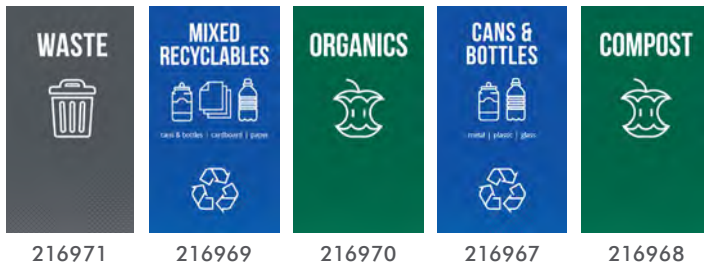 WASTE
216971
MIXED
RECYCLABLES
cans & bottles | cardboard | paper
216969
ORGANICS
216970
CANS &
BOTTLES
metal | plastic | glass
216967
COMPOST
216968